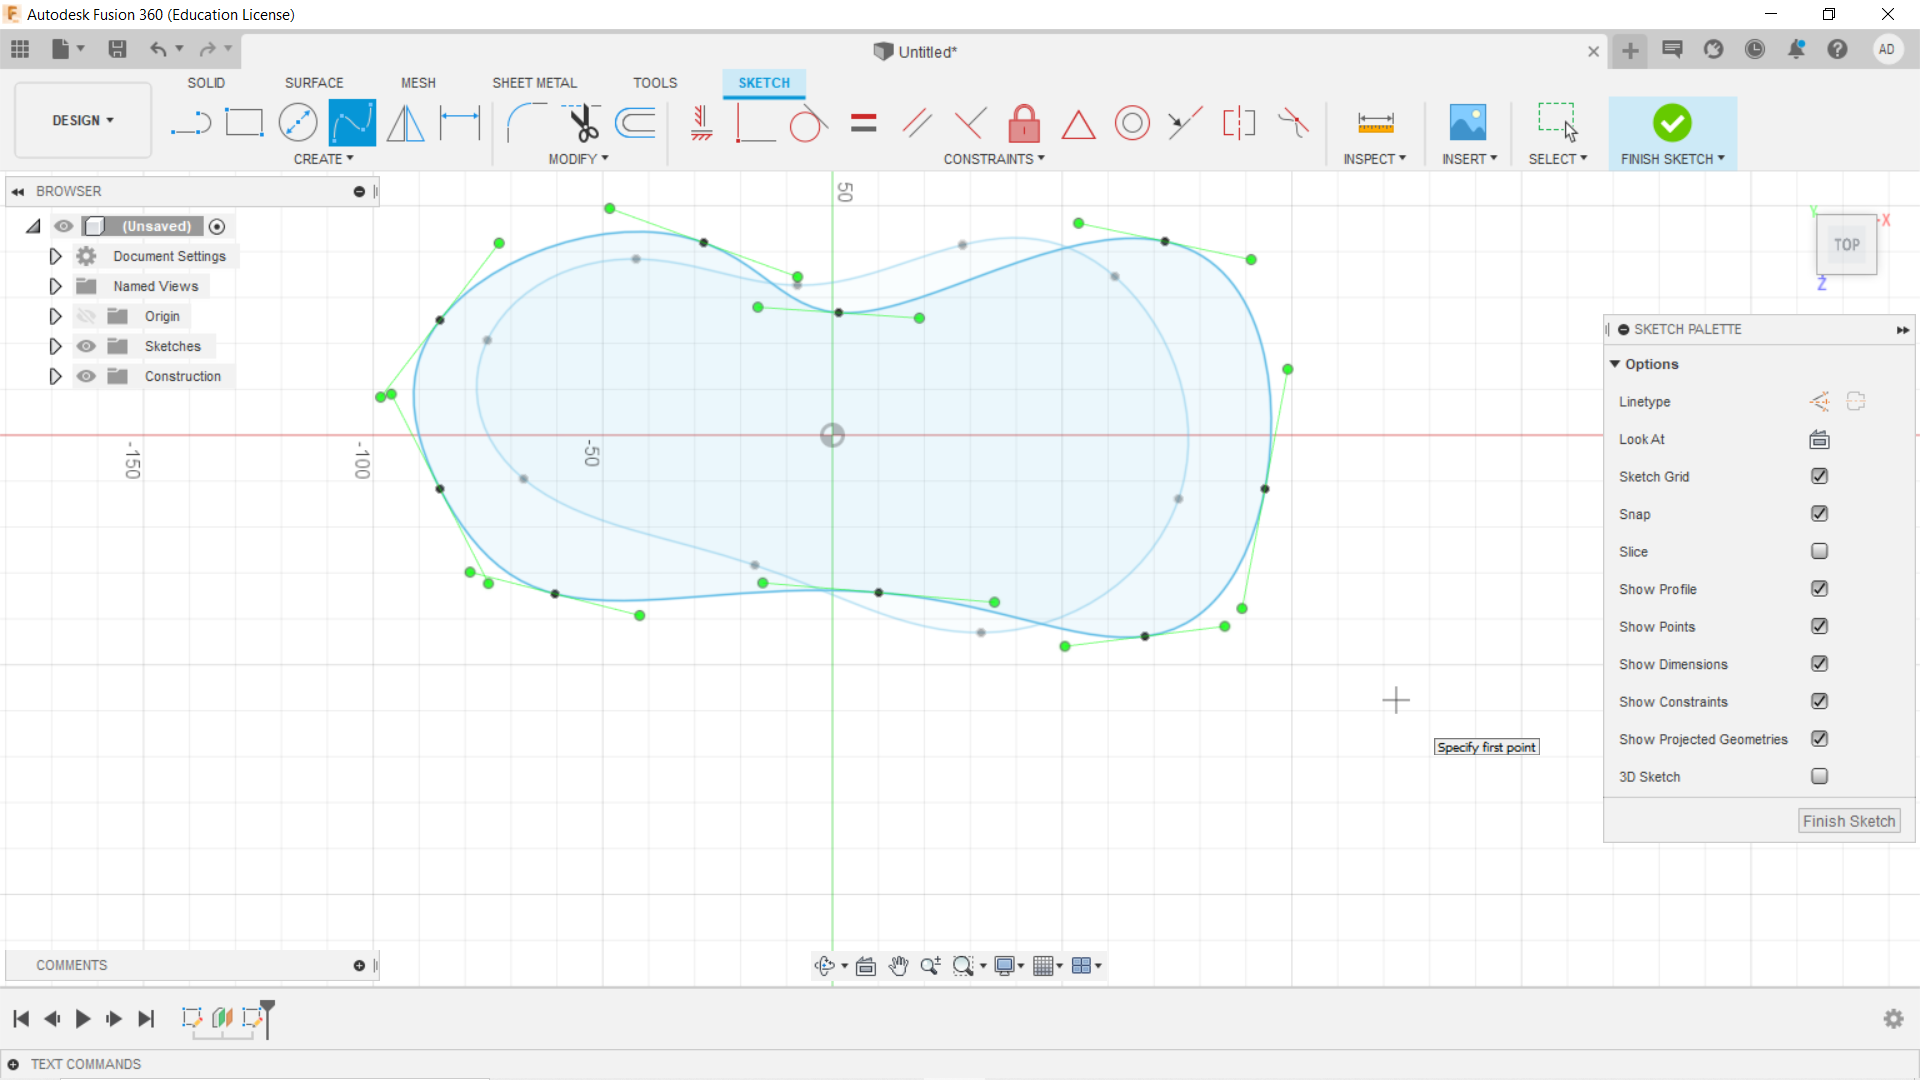 Autodesk Fusion 360 (Education License)
Untitled*
AD
SOLID SURFACE MESH SHEET METAL TOOLS SKETCH
DESIGN
CREATE MODIFY CONSTRAINTS INSPECT INSERT SELECT FINISH SKETCH
BROWSER
(Unsaved)
Document Settings
Named Views
Origin
Sketches
Construction
50
-150
-100
-50
Y
X
TOP
Z
SKETCH PALETTE
Options
Linetype
Look At
Sketch Grid
Snap
Slice
Show Profile
Show Points
Show Dimensions
Show Constraints
Show Projected Geometries
3D Sketch
Finish Sketch
Specify first point
COMMENTS
TEXT COMMANDS